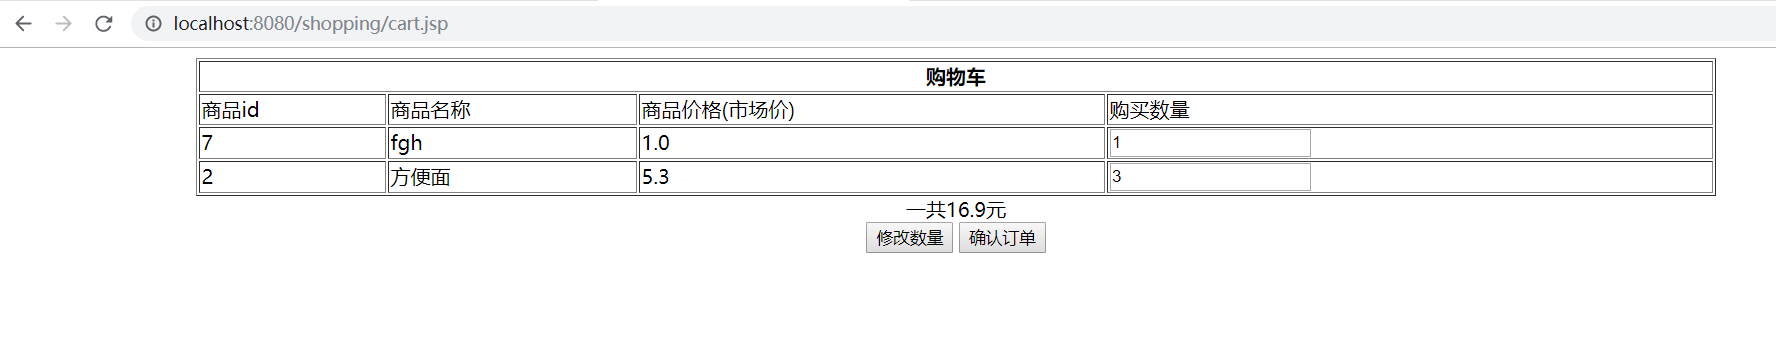 localhost:8080/shopping/cart.jsp
购物车
商品id 商品名称 商品价格(市场价) 购买数量
7 fgh 1.0 1
2 方便面 5.3 3
一共16.9元
修改数量 确认订单